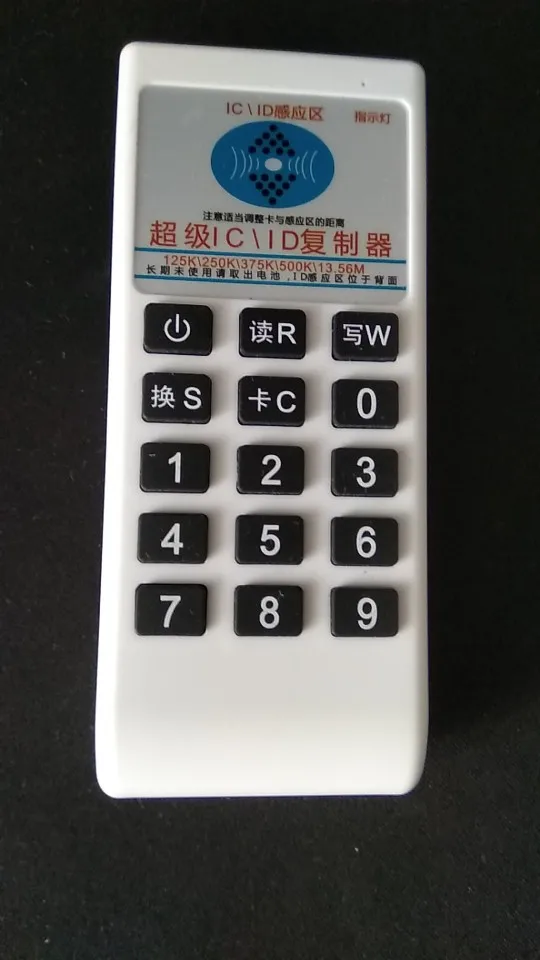 IC\ID感应区 指示灯
注意适当调整卡与感应区的距离
超级IC\ID复制器
125K\250K\375K\500K\13.56M
长期未使用请取出电池,ID感应区位于背面
读R 写W
换S 卡C 0
1 2 3
4 5 6
7 8 9